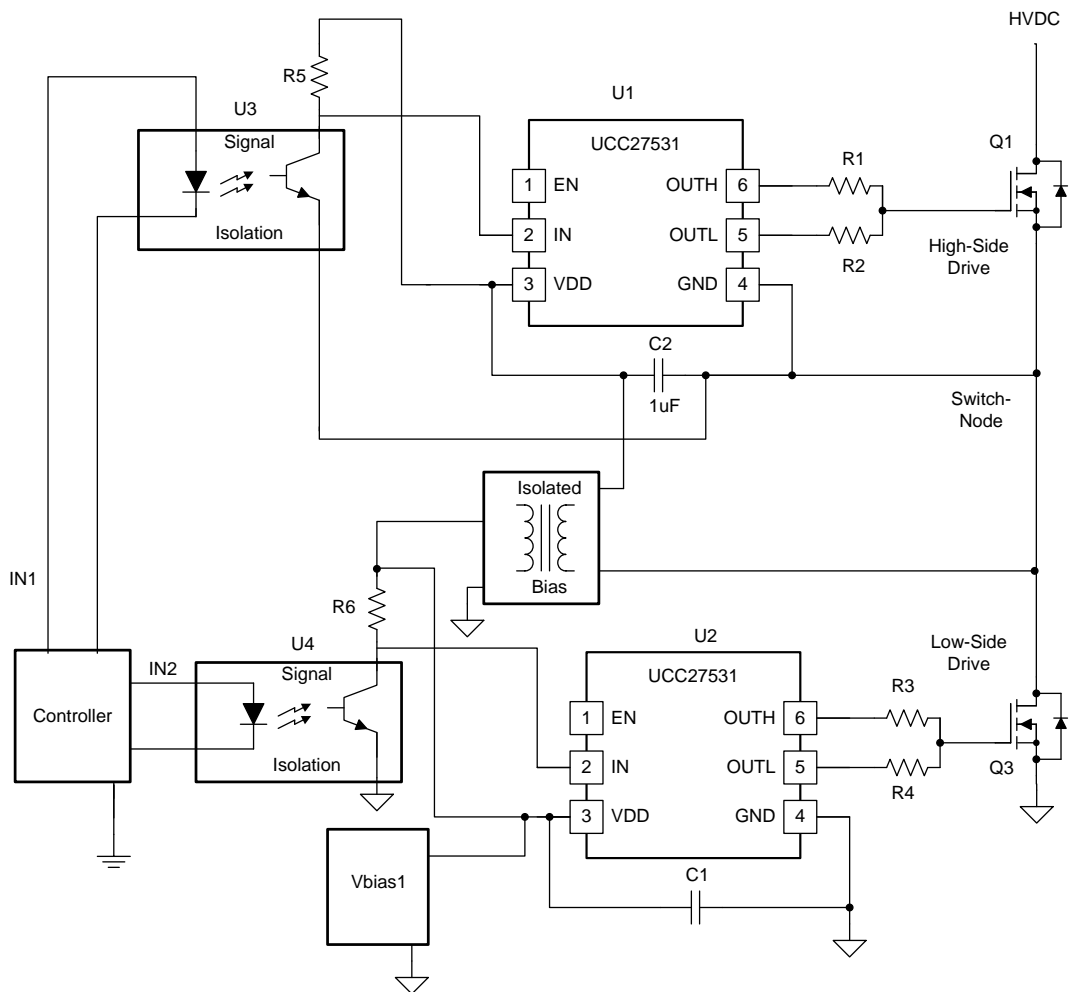 HVDC
R5
U3
Signal
Isolation
U1
UCC27531
1 EN
2 IN
3 VDD
OUTH 6
OUTL 5
GND 4
R1
R2
Q1
High-Side
Drive
C2
1uF
Switch-
Node
Isolated
Bias
IN1
R6
U4
IN2
Signal
Isolation
Controller
U2
UCC27531
1 EN
2 IN
3 VDD
OUTH 6
OUTL 5
GND 4
R3
R4
Low-Side
Drive
Q3
Vbias1
C1